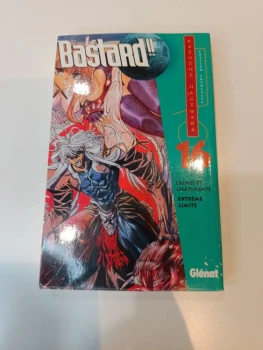 BASTARD!!
KAZUSHI HAGIWARA
16
CRIMES ET
CHÂTIMENTS
EXTRÊME
LIMITE
Glénat